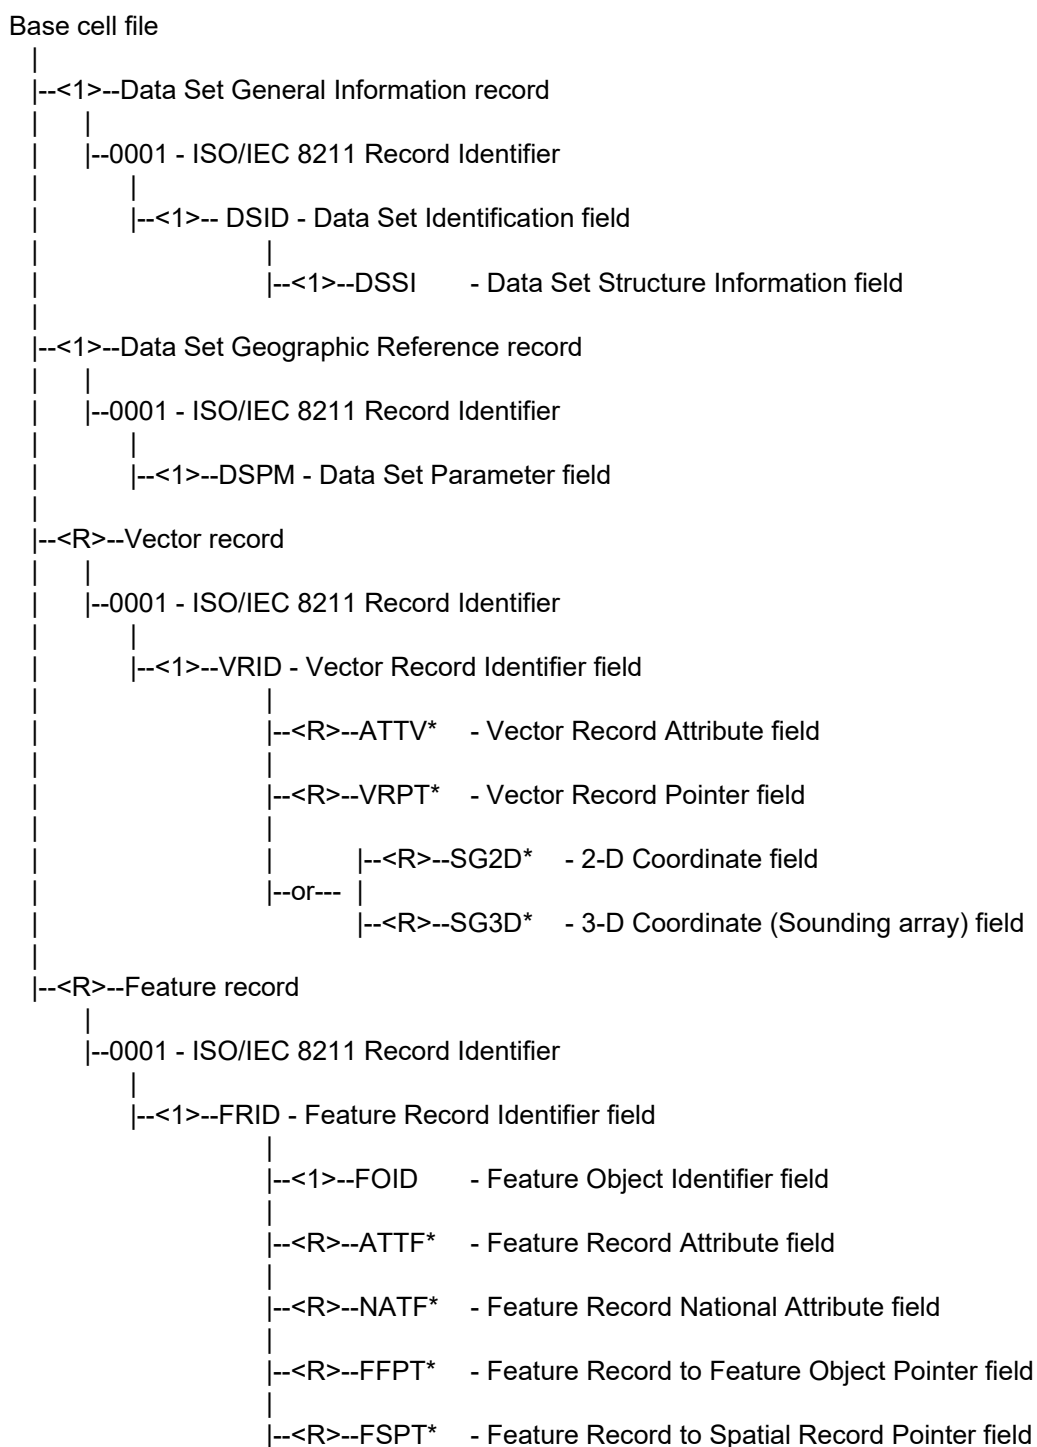 Base cell file
|
|--<1>--Data Set General Information record
| |
| |--0001 - ISO/IEC 8211 Record Identifier
| |
| |--<1>-- DSID - Data Set Identification field
| |
| |--<1>--DSSI - Data Set Structure Information field
|
|--<1>--Data Set Geographic Reference record
| |
| |--0001 - ISO/IEC 8211 Record Identifier
| |
| |--<1>--DSPM - Data Set Parameter field
|
|--<R>--Vector record
| |
| |--0001 - ISO/IEC 8211 Record Identifier
| |
| |--<1>--VRID - Vector Record Identifier field
| |
| |--<R>--ATTV* - Vector Record Attribute field
| |
| |--<R>--VRPT* - Vector Record Pointer field
| |
| | |--<R>--SG2D* - 2-D Coordinate field
| |--or--- |
| |--<R>--SG3D* - 3-D Coordinate (Sounding array) field
|
|--<R>--Feature record
|
|--0001 - ISO/IEC 8211 Record Identifier
|
|--<1>--FRID - Feature Record Identifier field
|
|--<1>--FOID - Feature Object Identifier field
|
|--<R>--ATTF* - Feature Record Attribute field
|
|--<R>--NATF* - Feature Record National Attribute field
|
|--<R>--FFPT* - Feature Record to Feature Object Pointer field
|
|--<R>--FSPT* - Feature Record to Spatial Record Pointer field